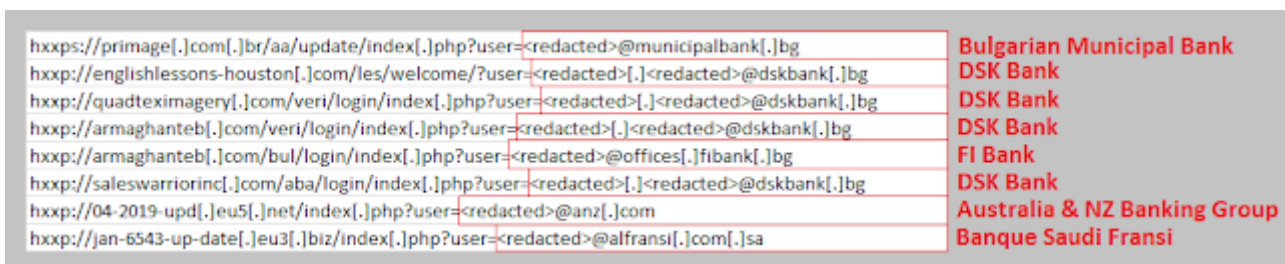 hxxps://primage[.]com[.]br/aa/update/index[.]php?user=<redacted>@municipalbank[.]bg Bulgarian Municipal Bank
hxxp://englishlessons-houston[.]com/les/welcome/?user=<redacted>[.]<redacted>@dskbank[.]bg DSK Bank
hxxp://quadteximagery[.]com/veri/login/index[.]php?user=<redacted>[.]<redacted>@dskbank[.]bg DSK Bank
hxxp://armaghanteb[.]com/veri/login/index[.]php?user=<redacted>[.]<redacted>@dskbank[.]bg DSK Bank
hxxp://armaghanteb[.]com/bul/login/index[.]php?user=<redacted>@offices[.]fibank[.]bg FI Bank
hxxp://saleswarriorinc[.]com/aba/login/index[.]php?user=<redacted>[.]<redacted>@dskbank[.]bg DSK Bank
hxxp://04-2019-upd[.]eu5[.]net/index[.]php?user=<redacted>@anz[.]com Australia & NZ Banking Group
hxxp://jan-6543-up-date[.]eu3[.]biz/index[.]php?user=<redacted>@alfransi[.]com[.]sa Banque Saudi Fransi